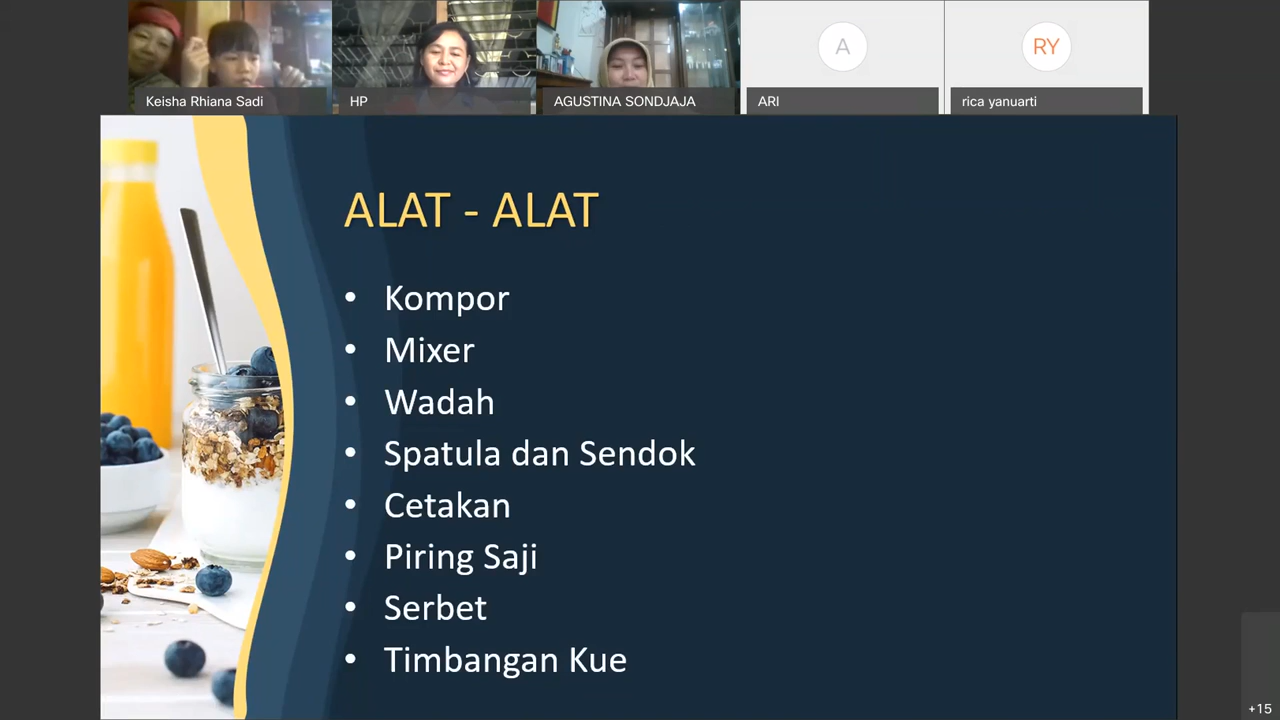 Keisha Rhiana Sadi
HP
AGUSTINA SONDJAJA
A
ARI
RY
rica yanuarti
ALAT - ALAT
• Kompor
• Mixer
• Wadah
• Spatula dan Sendok
• Cetakan
• Piring Saji
• Serbet
• Timbangan Kue
+15